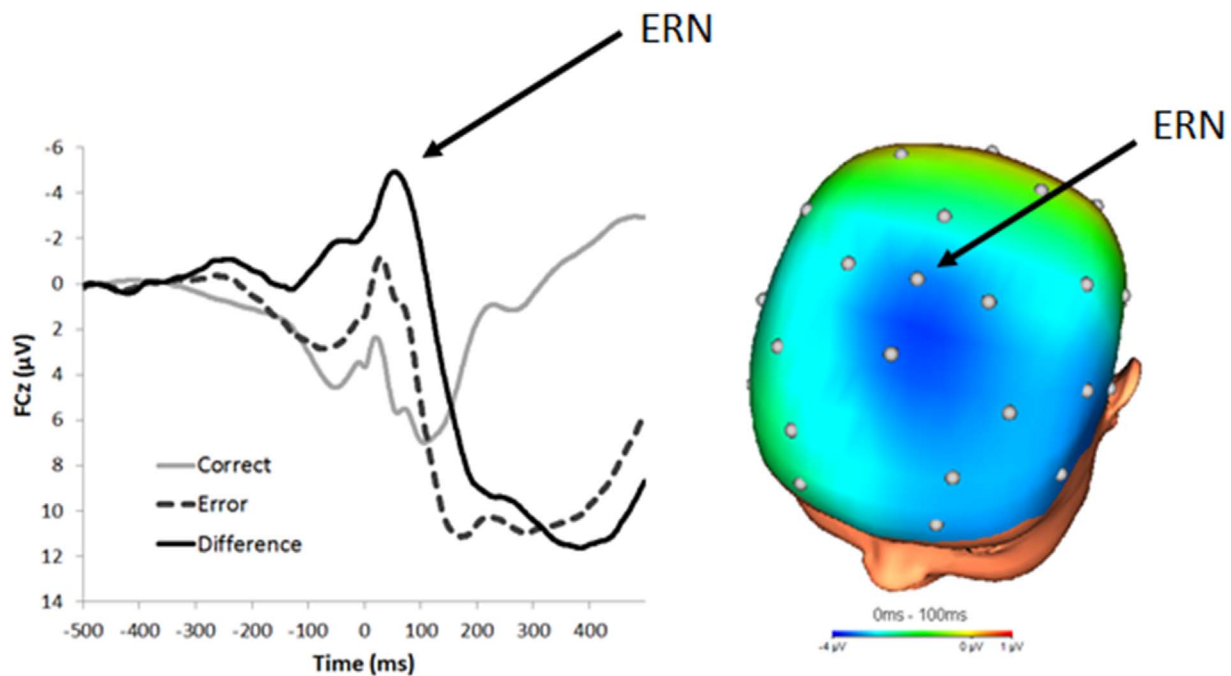 ERN
ERN
-6
-4
-2
0
2
4
6
8
10
12
14
FCz (µV)
Correct
Error
Difference
-500 -400 -300 -200 -100 0 100 200 300 400
Time (ms)
0ms - 100ms
-4 µV 0 µV 1 µV